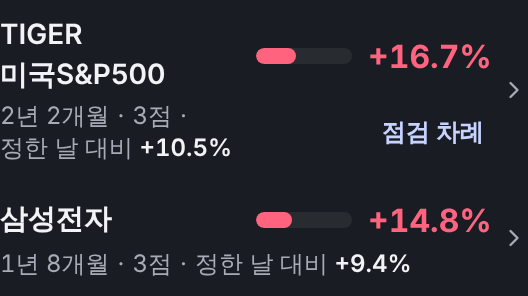 TIGER
미국S&P500
+16.7%
2년 2개월 · 3점 ·
정한 날 대비 +10.5%
점검 차례
삼성전자
+14.8%
1년 8개월 · 3점 · 정한 날 대비 +9.4%